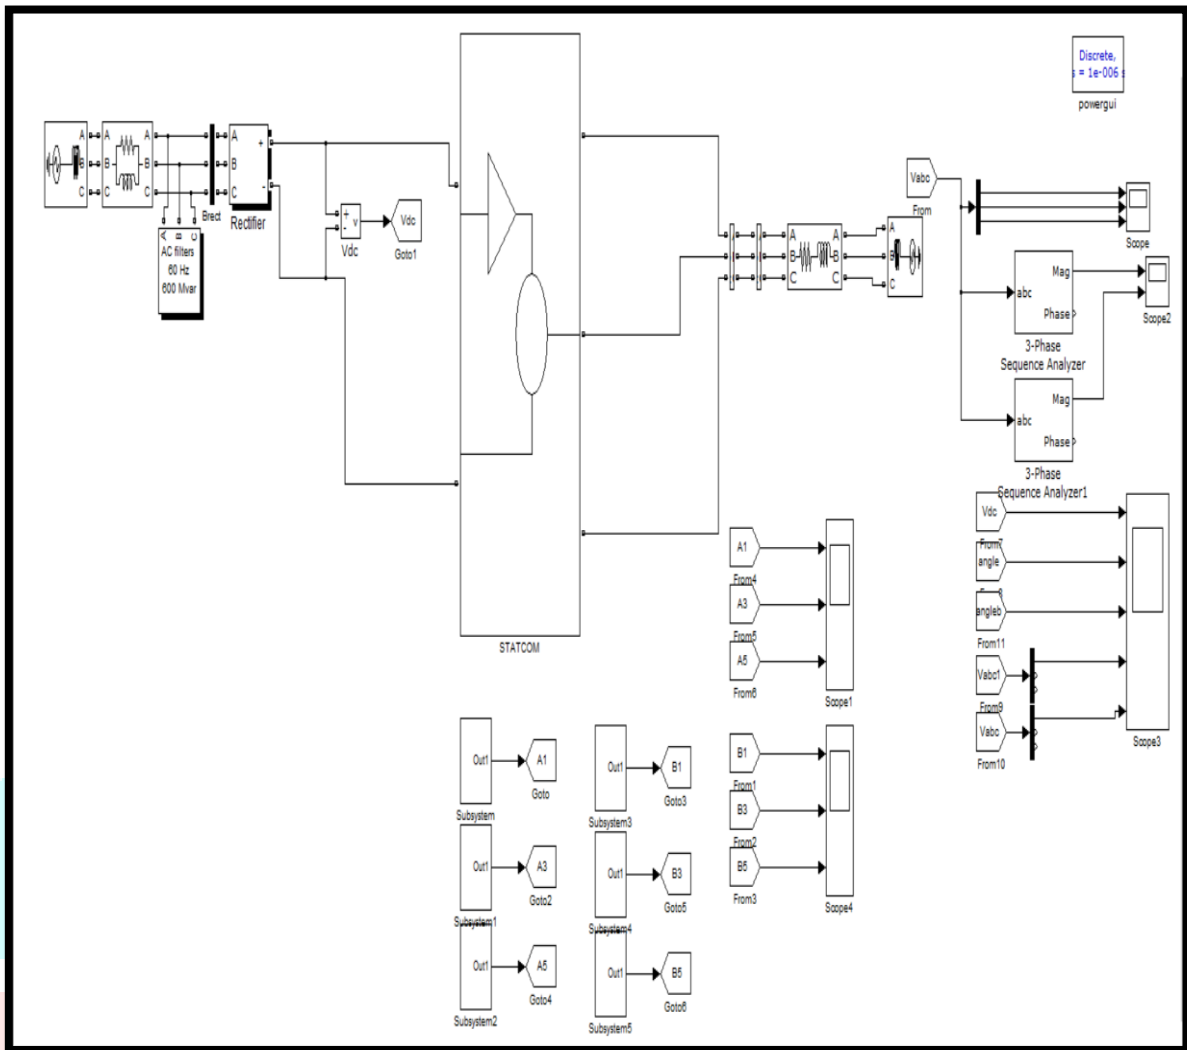 Discrete,
s = 1e-006 s
powergui
A A A A
B B B B
C C C C
+
-
Brect
Rectifier
A B C
AC filters
60 Hz
600 Mvar
+
-
v
Vdc
Vdc
Goto1
STATCOM
A A A
B B B
C C C
Vabc
From
Scope
abc
Mag
Phase
3-Phase
Sequence Analyzer
Scope2
abc
Mag
Phase
3-Phase
Sequence Analyzer1
Vdc
From7
angle
angleb
From11
Vabc1
From9
Vabc
From10
Scope3
A1
From4
A3
From5
A5
From6
Scope1
B1
From1
B3
From2
B5
From3
Scope4
Out1
Subsystem
A1
Goto
Out1
Subsystem1
A3
Goto2
Out1
Subsystem2
A5
Goto4
Out1
Subsystem3
B1
Goto3
Out1
Subsystem4
B3
Goto5
Out1
Subsystem5
B5
Goto6